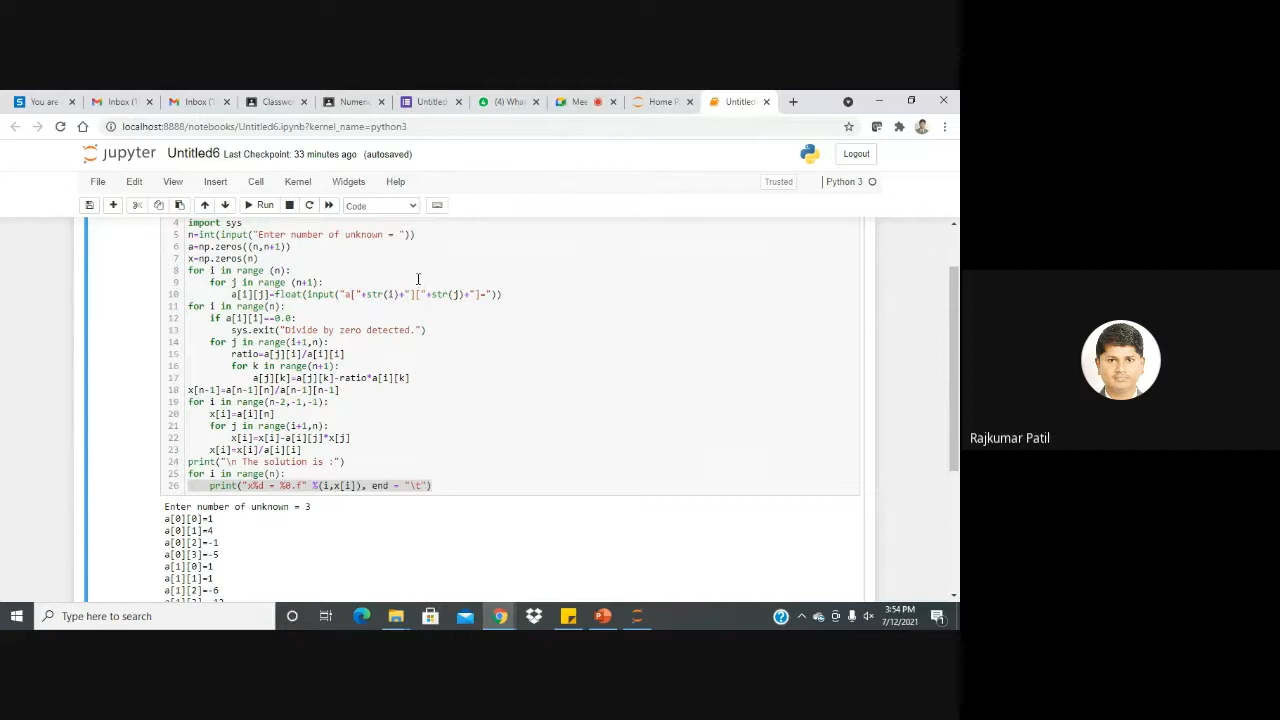 You are
Inbox (1
Inbox (1
Classwo
Numeric
Untitled
(4) Wha
Mee
Home P
Untitled
localhost:8888/notebooks/Untitled6.ipynb?kernel_name=python3
jupyter Untitled6 Last Checkpoint: 33 minutes ago (autosaved)
Logout
File Edit View Insert Cell Kernel Widgets Help
Trusted
Python 3
Run
Code
4 import sys
5 n=int(input("Enter number of unknown = "))
6 a=np.zeros((n,n+1))
7 x=np.zeros(n)
8 for i in range (n):
9 for j in range (n+1):
10 a[i][j]=float(input("a["+str(i)+"]["+str(j)+"]="))
11 for i in range(n):
12 if a[i][i]==0.0:
13 sys.exit("Divide by zero detected.")
14 for j in range(i+1,n):
15 ratio=a[j][i]/a[i][i]
16 for k in range(n+1):
17 a[j][k]=a[j][k]-ratio*a[i][k]
18 x[n-1]=a[n-1][n]/a[n-1][n-1]
19 for i in range(n-2,-1,-1):
20 x[i]=a[i][n]
21 for j in range(i+1,n):
22 x[i]=x[i]-a[i][j]*x[j]
23 x[i]=x[i]/a[i][i]
24 print("\n The solution is :")
25 for i in range(n):
26 print("x%d = %0.f" %(i,x[i]), end = "\t")
Enter number of unknown = 3
a[0][0]=1
a[0][1]=4
a[0][2]=-1
a[0][3]=-5
a[1][0]=1
a[1][1]=1
a[1][2]=-6
Type here to search
3:54 PM
7/12/2021
Rajkumar Patil